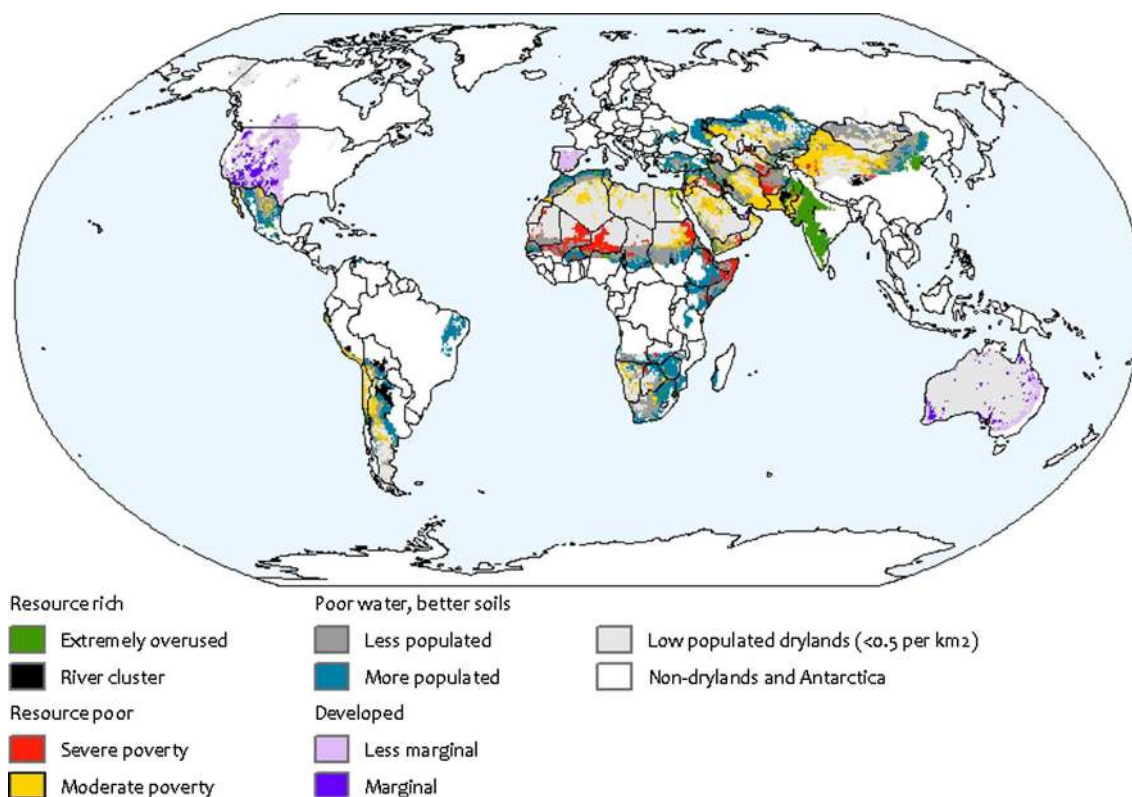 Resource rich
Extremely overused
River cluster
Resource poor
Severe poverty
Moderate poverty
Poor water, better soils
Less populated
More populated
Developed
Less marginal
Marginal
Low populated drylands (<0.5 per km2)
Non-drylands and Antarctica